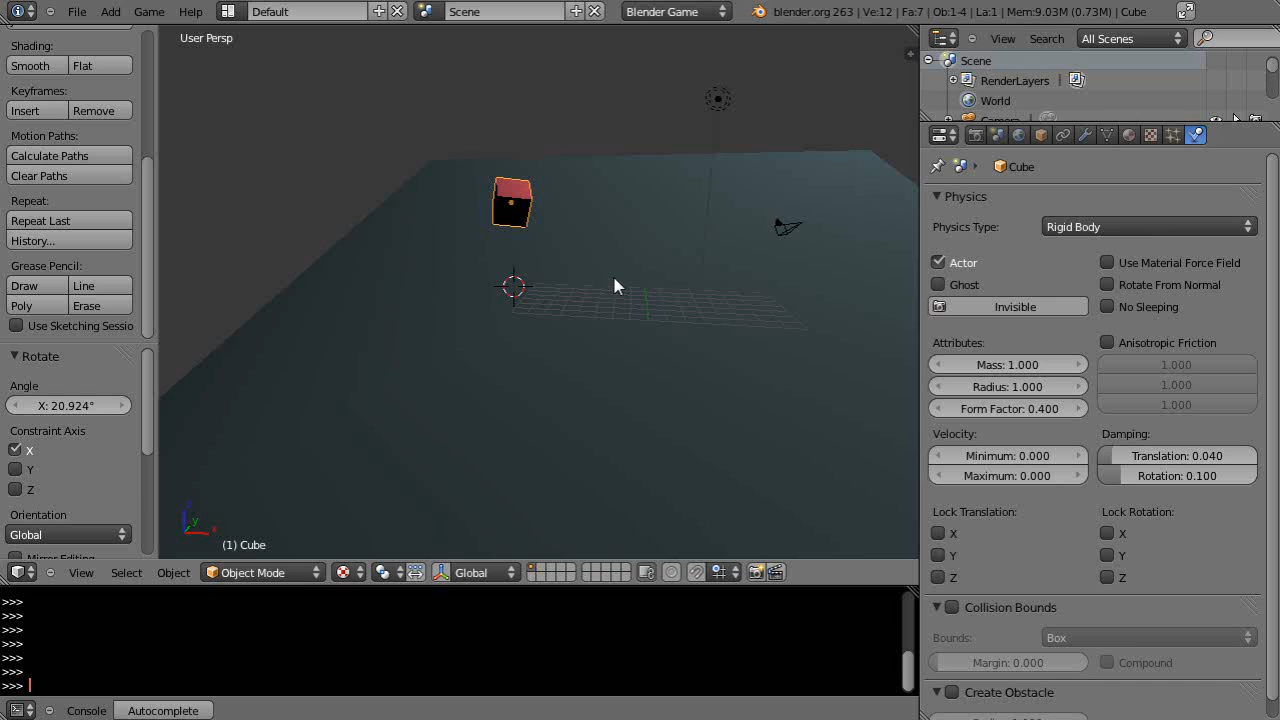 File Add Game Help Default Scene Blender Game blender.org 263 | Ve:12 | Fa:7 | Ob:1-4 | La:1 | Mem:9.03M (0.73M) | Cube
Shading:
Smooth Flat
Keyframes:
Insert Remove
Motion Paths:
Calculate Paths
Clear Paths
Repeat:
Repeat Last
History...
Grease Pencil:
Draw Line
Poly Erase
Use Sketching Sessio
Rotate
Angle
X: 20.924°
Constraint Axis
X
Y
Z
Orientation
Global
User Persp
z
y
x
(1) Cube
View Select Object Object Mode Global
>>>
>>>
>>>
>>>
>>>
>>>
>>>
Console Autocomplete
View Search All Scenes
Scene
RenderLayers |
World
Camera
Cube
Physics
Physics Type: Rigid Body
Actor Use Material Force Field
Ghost Rotate From Normal
Invisible No Sleeping
Attributes: Anisotropic Friction
Mass: 1.000 1.000
Radius: 1.000 1.000
Form Factor: 0.400 1.000
Velocity: Damping:
Minimum: 0.000 Translation: 0.040
Maximum: 0.000 Rotation: 0.100
Lock Translation: Lock Rotation:
X X
Y Y
Z Z
Collision Bounds
Bounds: Box
Margin: 0.000 Compound
Create Obstacle